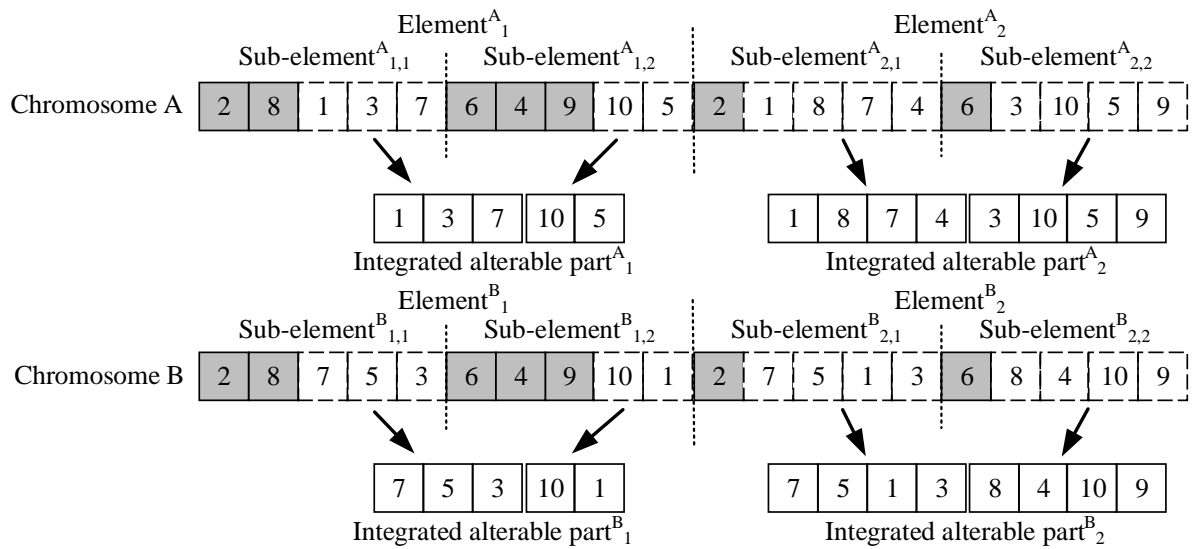 Element^A_1 Element^A_2
Sub-element^A_1,1 Sub-element^A_1,2 Sub-element^A_2,1 Sub-element^A_2,2
Chromosome A 2 8 1 3 7 6 4 9 10 5 2 1 8 7 4 6 3 10 5 9
1 3 7 10 5 1 8 7 4 3 10 5 9
Integrated alterable part^A_1 Integrated alterable part^A_2
Element^B_1 Element^B_2
Sub-element^B_1,1 Sub-element^B_1,2 Sub-element^B_2,1 Sub-element^B_2,2
Chromosome B 2 8 7 5 3 6 4 9 10 1 2 7 5 1 3 6 8 4 10 9
7 5 3 10 1 7 5 1 3 8 4 10 9
Integrated alterable part^B_1 Integrated alterable part^B_2